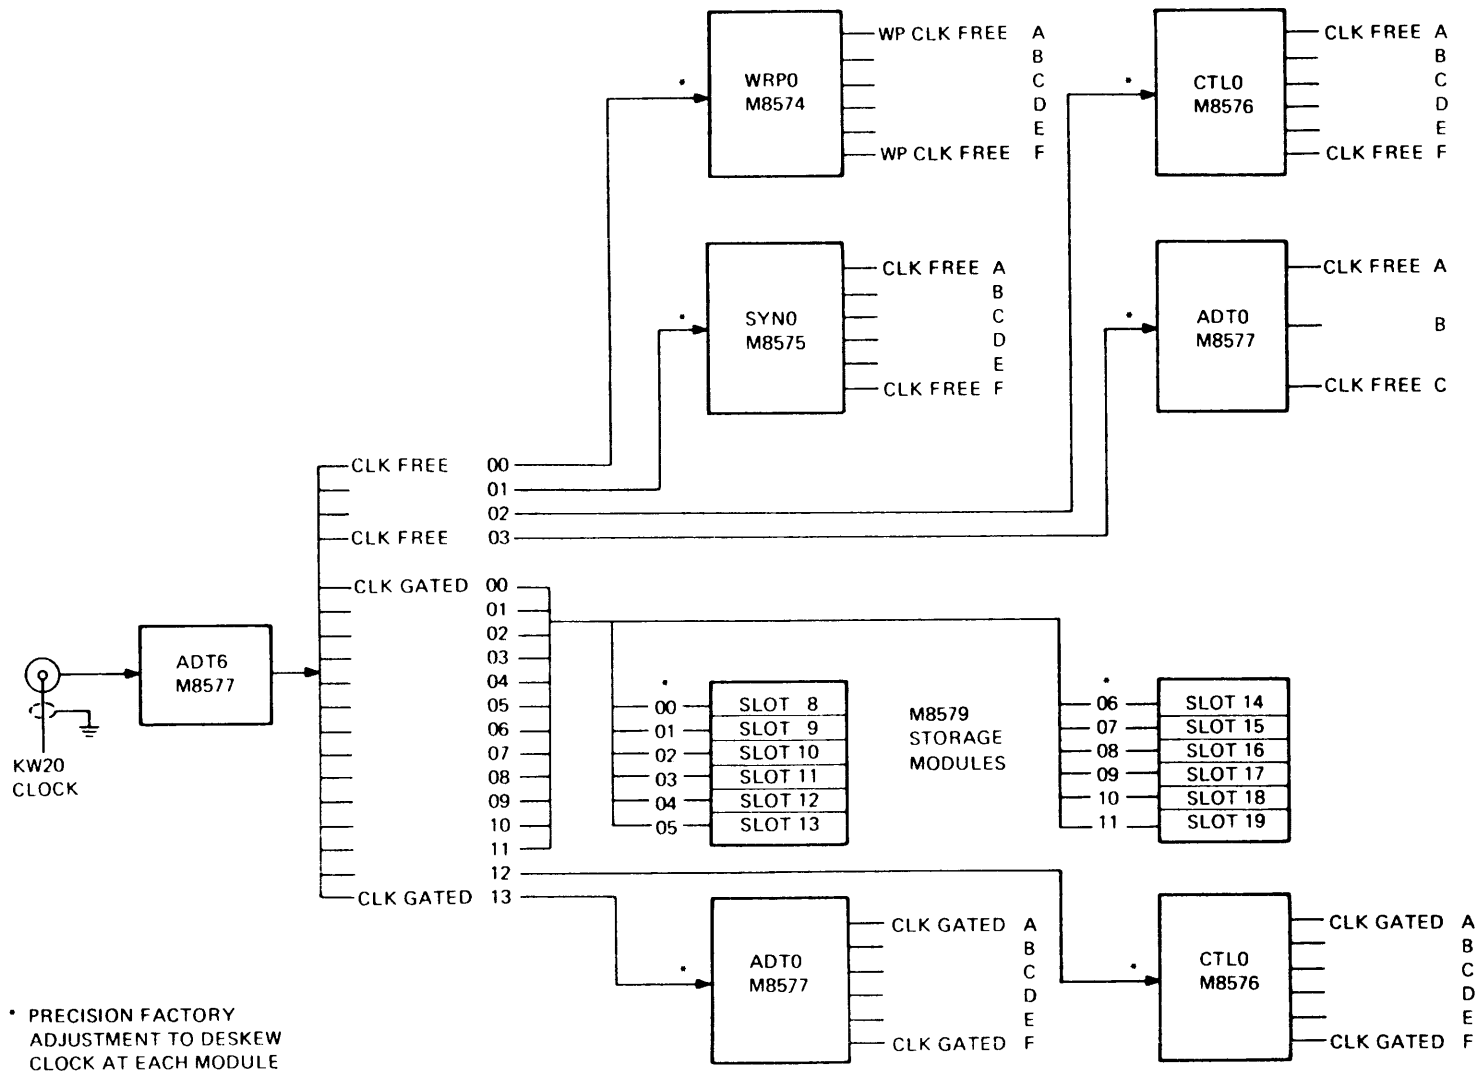 WP CLK FREE A
B
C
D
E
WP CLK FREE F
*
WRP0
M8574
CLK FREE A
B
C
D
E
CLK FREE F
*
CTL0
M8576
CLK FREE A
B
C
D
E
CLK FREE F
*
SYN0
M8575
CLK FREE A
B
CLK FREE C
*
ADT0
M8577
CLK FREE 00
01
02
CLK FREE 03
CLK GATED 00
01
02
03
04
05
06
07
08
09
10
11
12
CLK GATED 13
ADT6
M8577
KW20
CLOCK
*
00 SLOT 8
01 SLOT 9
02 SLOT 10
03 SLOT 11
04 SLOT 12
05 SLOT 13
M8579
STORAGE
MODULES
*
06 SLOT 14
07 SLOT 15
08 SLOT 16
09 SLOT 17
10 SLOT 18
11 SLOT 19
*
ADT0
M8577
CLK GATED A
B
C
D
E
CLK GATED F
*
CTL0
M8576
CLK GATED A
B
C
D
E
CLK GATED F
* PRECISION FACTORY
ADJUSTMENT TO DESKEW
CLOCK AT EACH MODULE